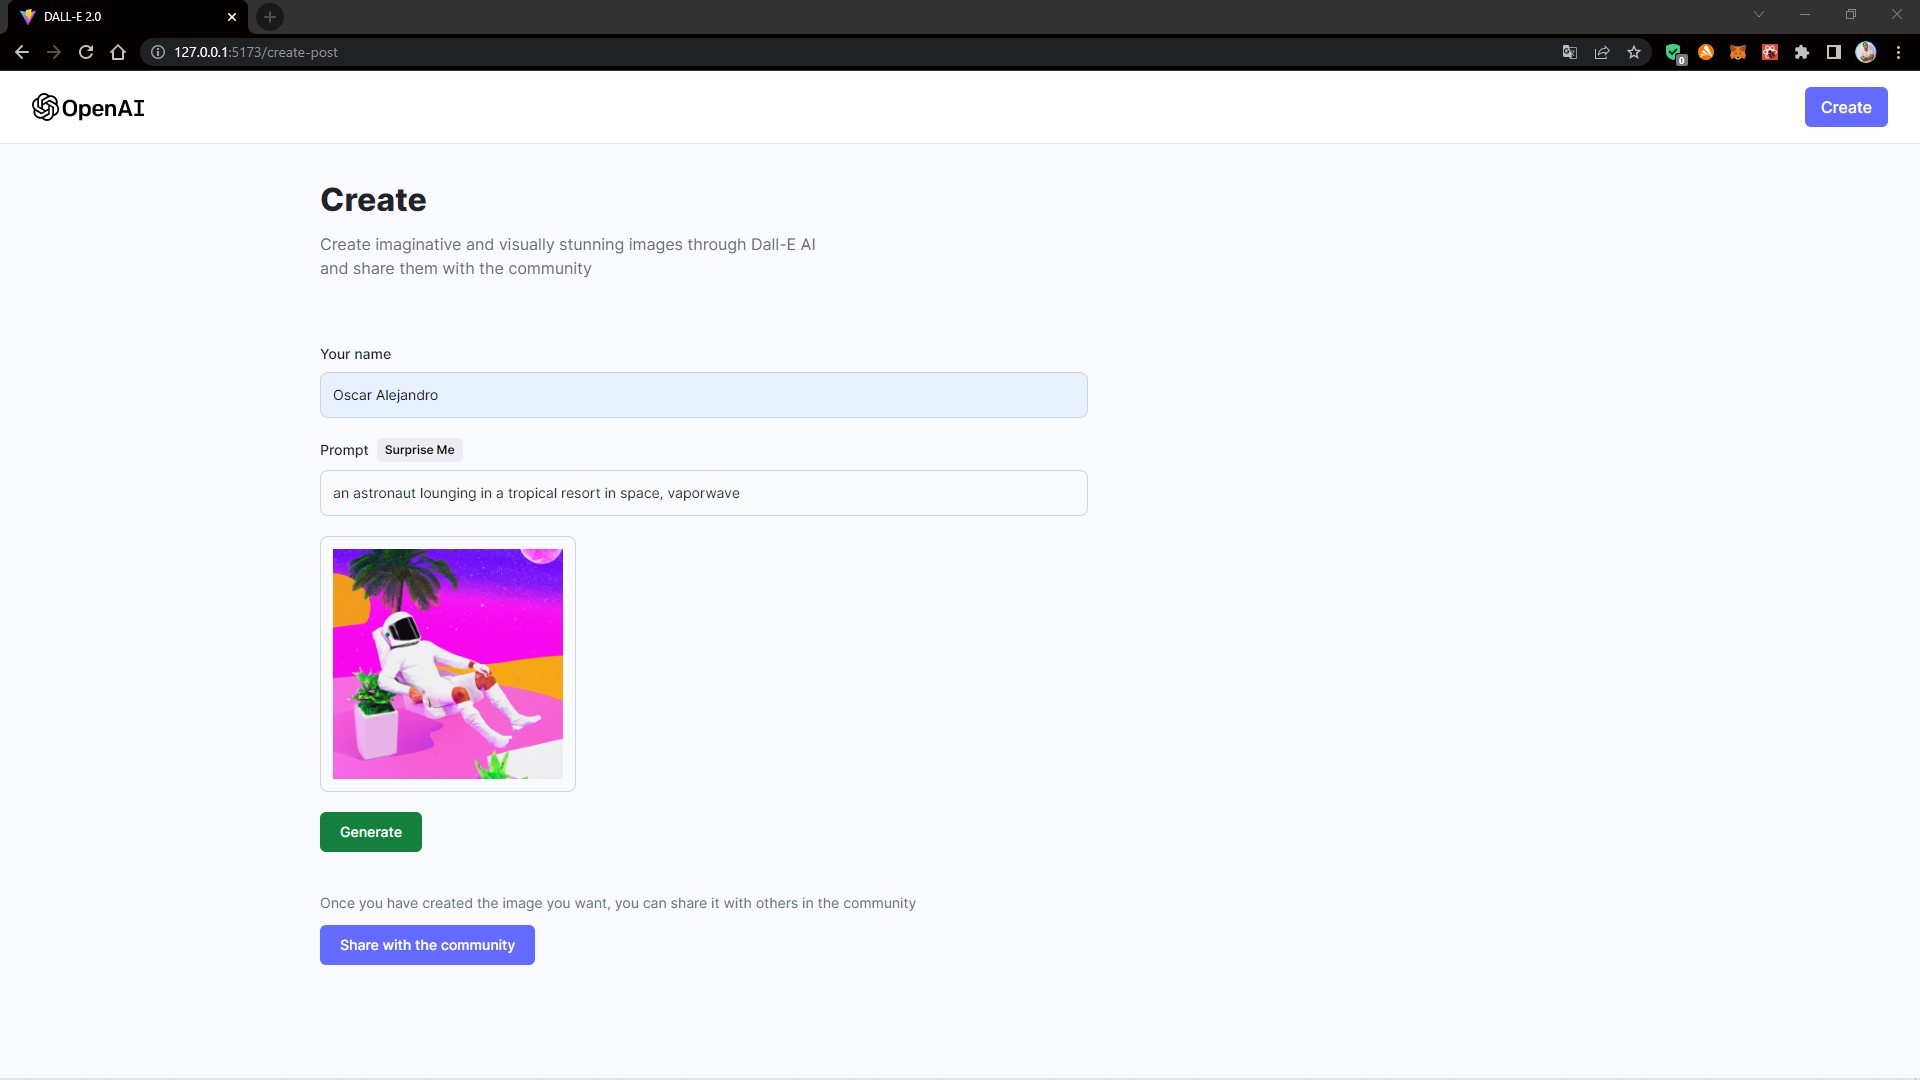 DALL-E 2.0
127.0.0.1:5173/create-post
0
OpenAI
Create
Create
Create imaginative and visually stunning images through Dall-E AI
and share them with the community
Your name
Oscar Alejandro
Prompt Surprise Me
an astronaut lounging in a tropical resort in space, vaporwave
Generate
Once you have created the image you want, you can share it with others in the community
Share with the community